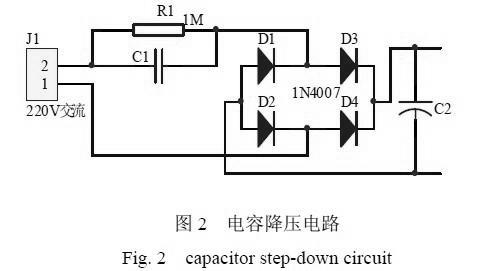 R1
1M
J1
C1
D1
D3
2
1
1N4007
D2
D4
C2
220V交流
图 2 电容降压电路
Fig. 2 capacitor step-down circuit